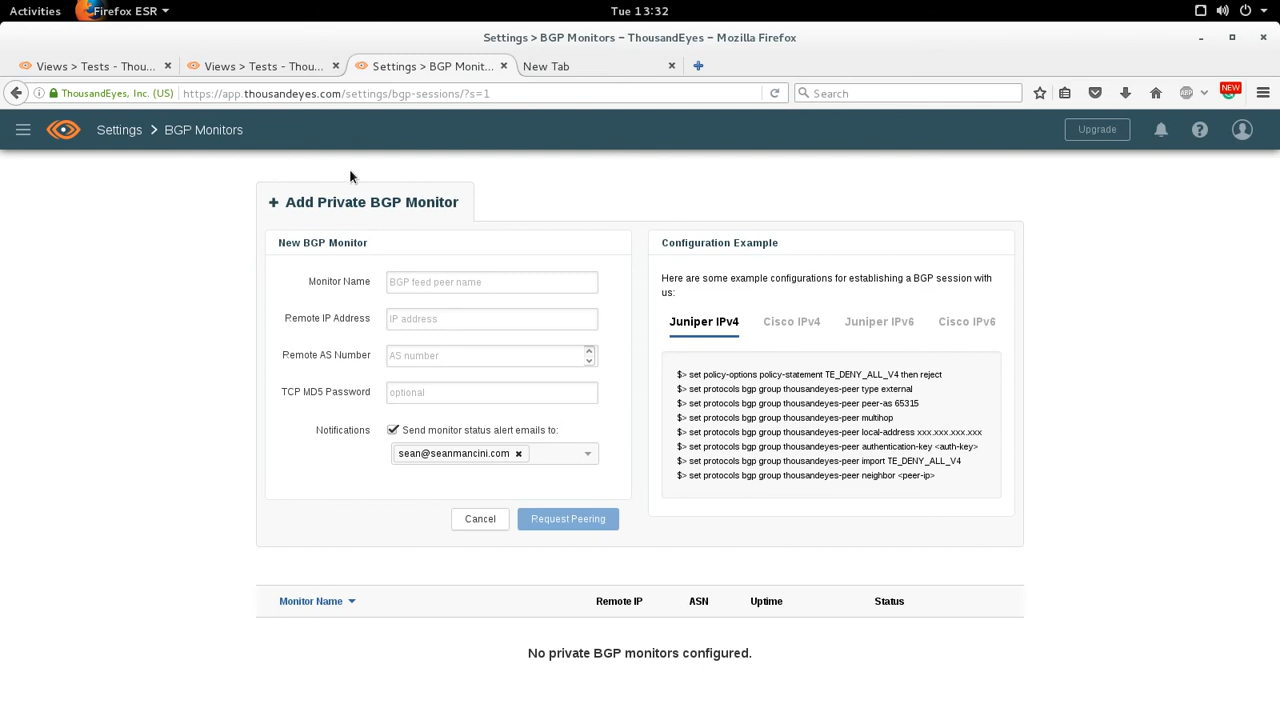 Activities
Firefox ESR
Tue 13:32
Settings > BGP Monitors – ThousandEyes – Mozilla Firefox
Views > Tests - Thou...
Views > Tests - Thou...
Settings > BGP Monit...
New Tab
ThousandEyes, Inc. (US)
https://app.thousandeyes.com/settings/bgp-sessions/?s=1
Search
NEW
Settings > BGP Monitors
Upgrade
+ Add Private BGP Monitor
New BGP Monitor
Monitor Name
BGP feed peer name
Remote IP Address
IP address
Remote AS Number
AS number
TCP MD5 Password
optional
Notifications
Send monitor status alert emails to:
sean@seanmancini.com
Cancel
Request Peering
Configuration Example
Here are some example configurations for establishing a BGP session with
us:
Juniper IPv4
Cisco IPv4
Juniper IPv6
Cisco IPv6
$> set policy-options policy-statement TE_DENY_ALL_V4 then reject
$> set protocols bgp group thousandeyes-peer type external
$> set protocols bgp group thousandeyes-peer peer-as 65315
$> set protocols bgp group thousandeyes-peer multihop
$> set protocols bgp group thousandeyes-peer local-address xxx.xxx.xxx.xxx
$> set protocols bgp group thousandeyes-peer authentication-key <auth-key>
$> set protocols bgp group thousandeyes-peer import TE_DENY_ALL_V4
$> set protocols bgp group thousandeyes-peer neighbor <peer-ip>
Monitor Name
Remote IP
ASN
Uptime
Status
No private BGP monitors configured.